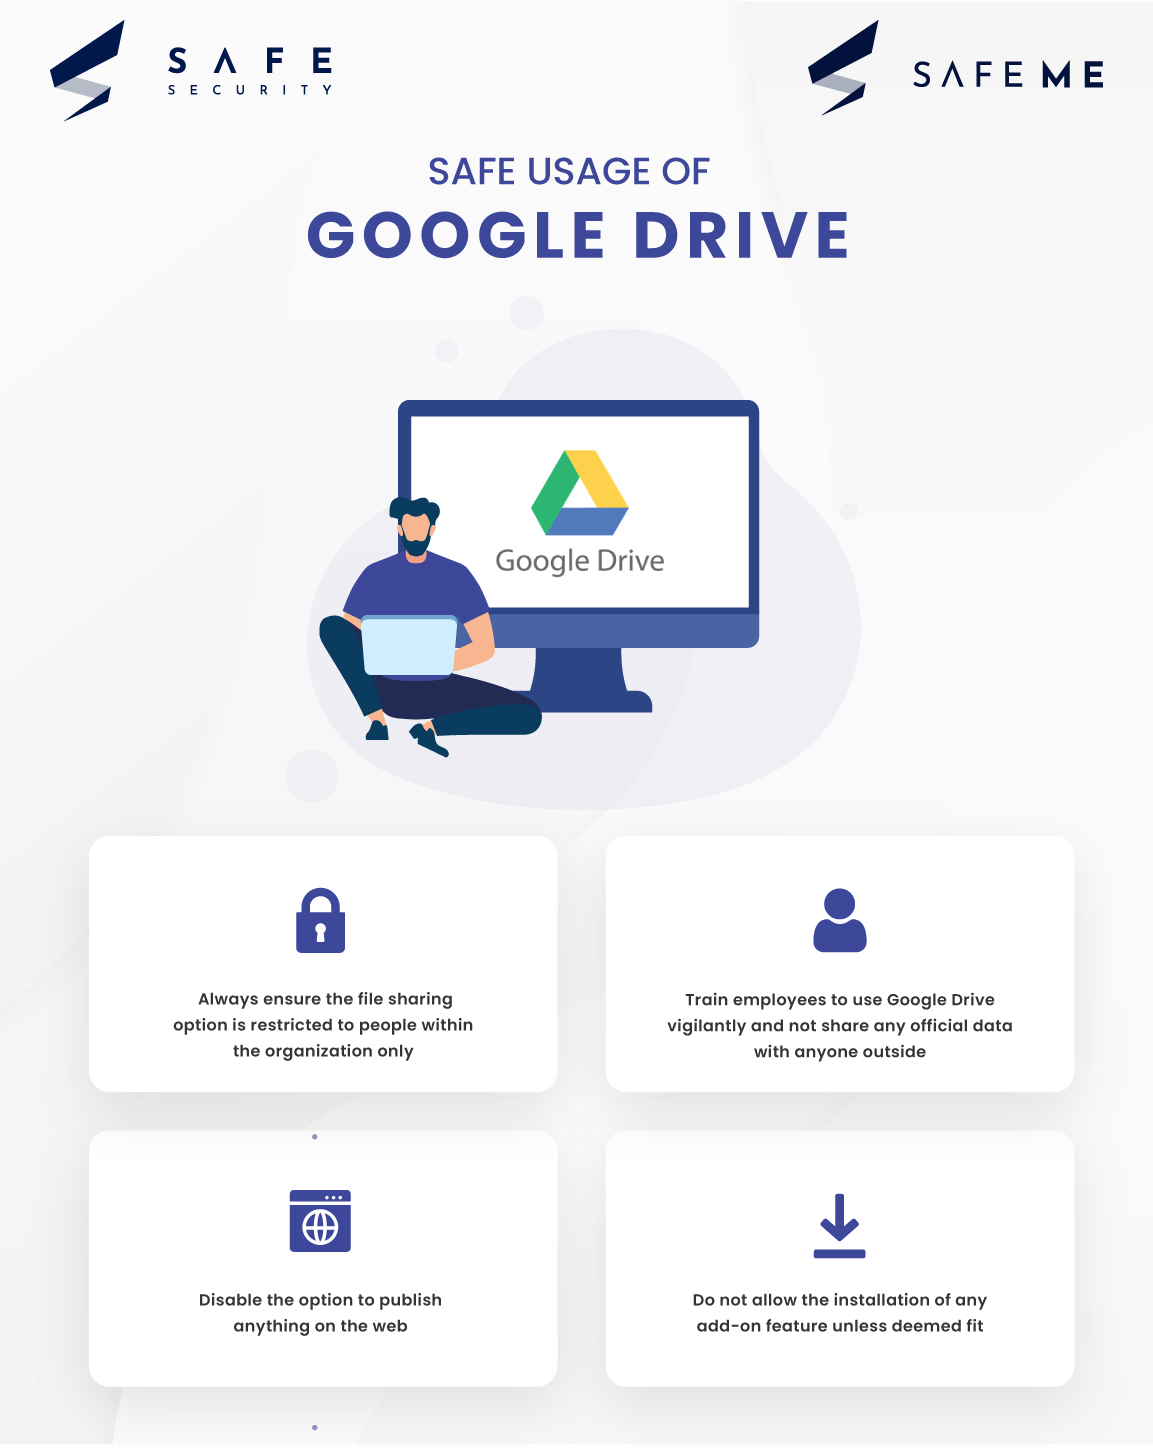 SAFE
SECURITY
SAFE ME
SAFE USAGE OF
GOOGLE DRIVE
Google Drive
Always ensure the file sharing
option is restricted to people within
the organization only
Train employees to use Google Drive
vigilantly and not share any official data
with anyone outside
Disable the option to publish
anything on the web
Do not allow the installation of any
add-on feature unless deemed fit